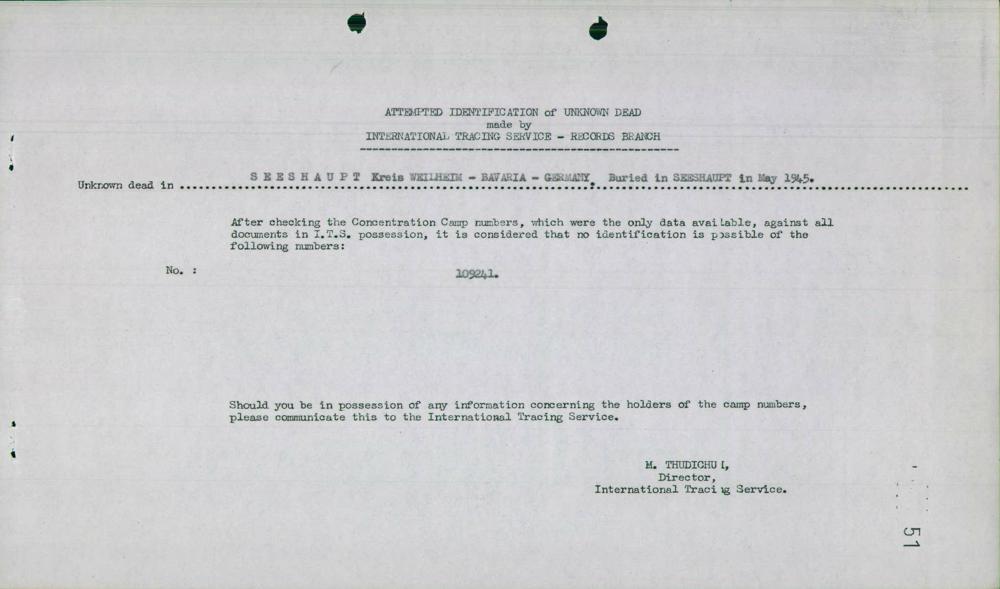 ATTEMPTED IDENTIFICATION of UNKNOWN DEAD
made by
INTERNATIONAL TRACING SERVICE - RECORDS BRANCH
Unknown dead in ... S E E S H A U P T Kreis WEILHEIM - BAVARIA - GERMANY. Buried in SEESHAUPT in May 1945.
After checking the Concentration Camp numbers, which were the only data available, against all
documents in I.T.S. possession, it is considered that no identification is possible of the
following numbers:
No. : 109241.
Should you be in possession of any information concerning the holders of the camp numbers,
please communicate this to the International Tracing Service.
M. THUDICHUM,
Director,
International Tracing Service.
51